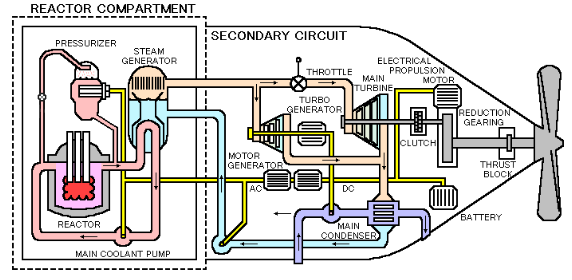 REACTOR COMPARTMENT
SECONDARY CIRCUIT
PRESSURIZER
STEAM
GENERATOR
THROTTLE
MAIN
TURBINE
ELECTRICAL
PROPULSION
MOTOR
TURBO
GENERATOR
REDUCTION
GEARING
CLUTCH
THRUST
BLOCK
MOTOR
GENERATOR
AC
DC
BATTERY
MAIN
CONDENSER
REACTOR
MAIN COOLANT PUMP